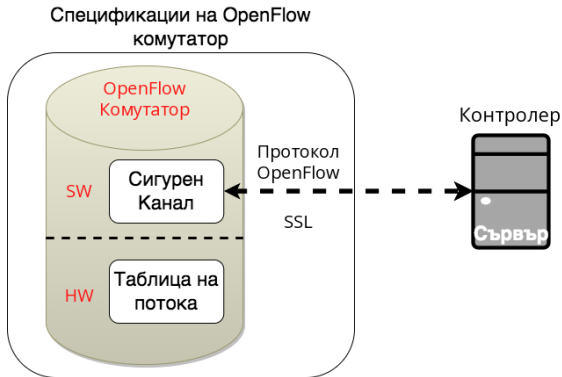 Спецификации на OpenFlow
комутатор
OpenFlow
Комутатор
SW
Сигурен
Канал
HW
Таблица на
потока
Протокол
OpenFlow
SSL
Контролер
Сървър